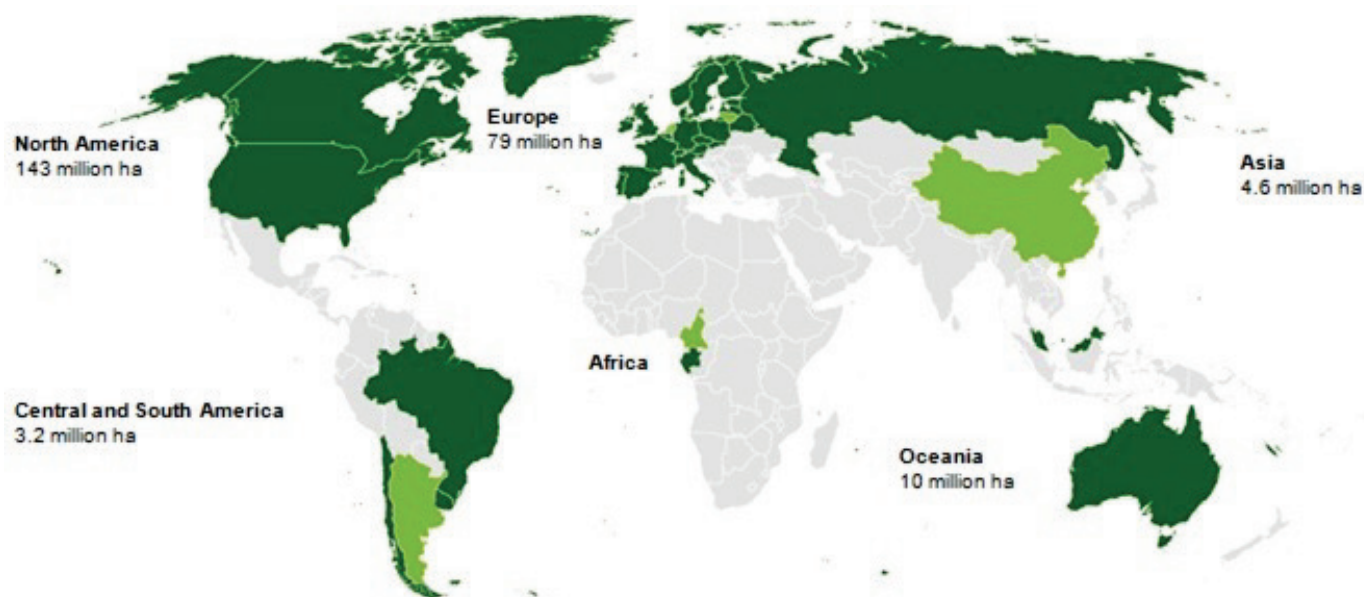 North America
143 million ha
Europe
79 million ha
Asia
4.6 million ha
Africa
Central and South America
3.2 million ha
Oceania
10 million ha